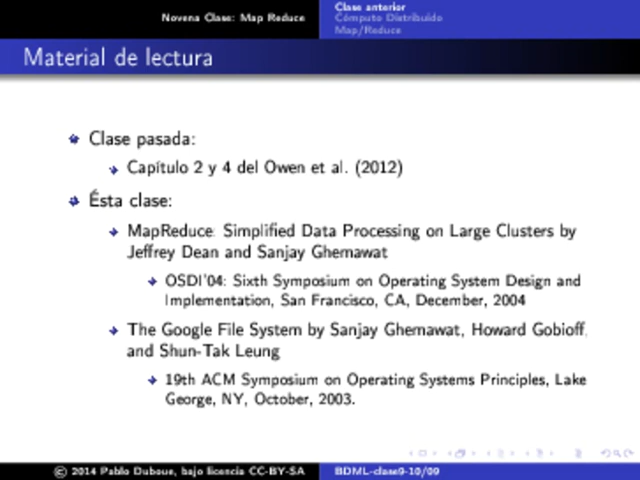 Novena Clase: Map Reduce
Clase anterior
Cómputo Distribuido
Map/Reduce
Material de lectura
Clase pasada:
Capítulo 2 y 4 del Owen et al. (2012)
Ésta clase:
MapReduce: Simplified Data Processing on Large Clusters by
Jeffrey Dean and Sanjay Ghemawat
OSDI'04: Sixth Symposium on Operating System Design and
Implementation, San Francisco, CA, December, 2004
The Google File System by Sanjay Ghemawat, Howard Gobioff,
and Shun-Tak Leung
19th ACM Symposium on Operating Systems Principles, Lake
George, NY, October, 2003.
© 2014 Pablo Duboue, bajo licencia CC-BY-SA
BDML-clase9-10/09